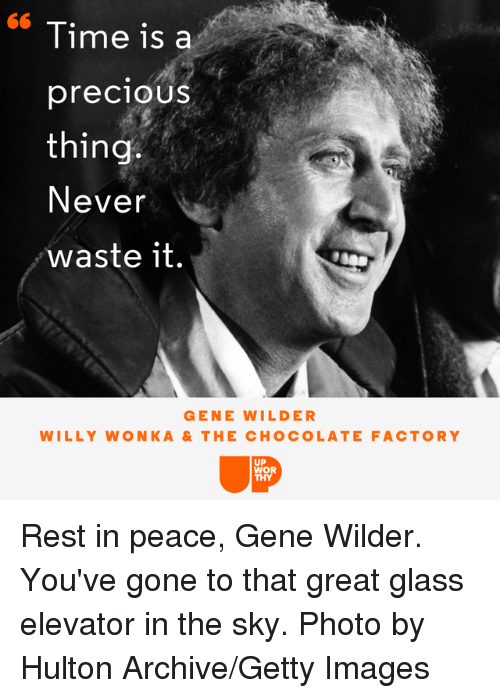 “ Time is a
precious
thing.
Never
waste it.
GENE WILDER
WILLY WONKA & THE CHOCOLATE FACTORY
UP
WOR
THY
Rest in peace, Gene Wilder.
You've gone to that great glass
elevator in the sky. Photo by
Hulton Archive/Getty Images